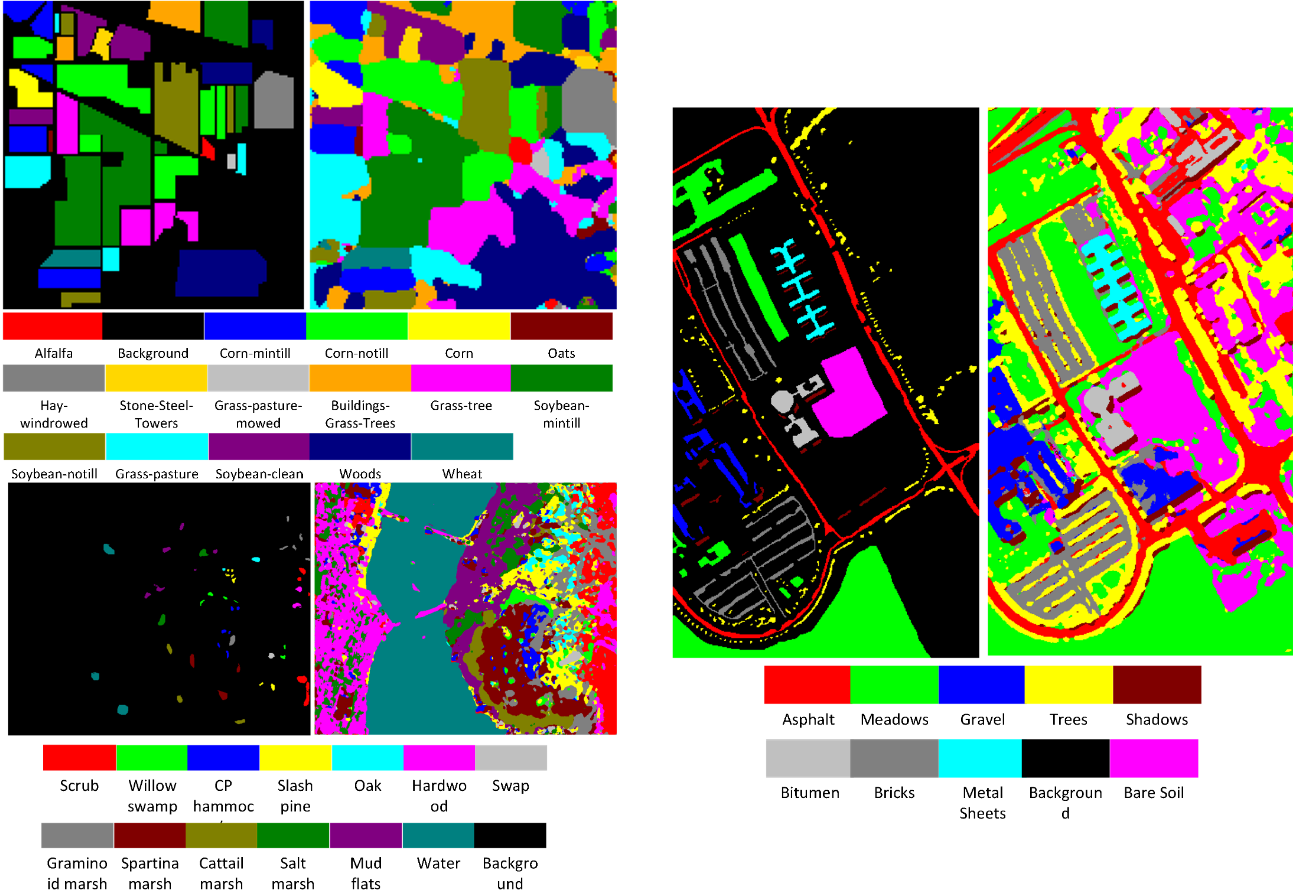 Alfalfa Background Corn-mintill Corn-notill Corn Oats
Hay- Stone-Steel- Grass-pasture- Buildings- Grass-tree Soybean-
windrowed Towers mowed Grass-Trees mintill
Soybean-notill Grass-pasture Soybean-clean Woods Wheat
Scrub Willow CP Slash Oak Hardwo Swap
swamp hammoc pine od
Gramino Spartina Cattail Salt Mud Water Backgro
id marsh marsh marsh marsh flats und
Asphalt Meadows Gravel Trees Shadows
Bitumen Bricks Metal Backgroun Bare Soil
Sheets d